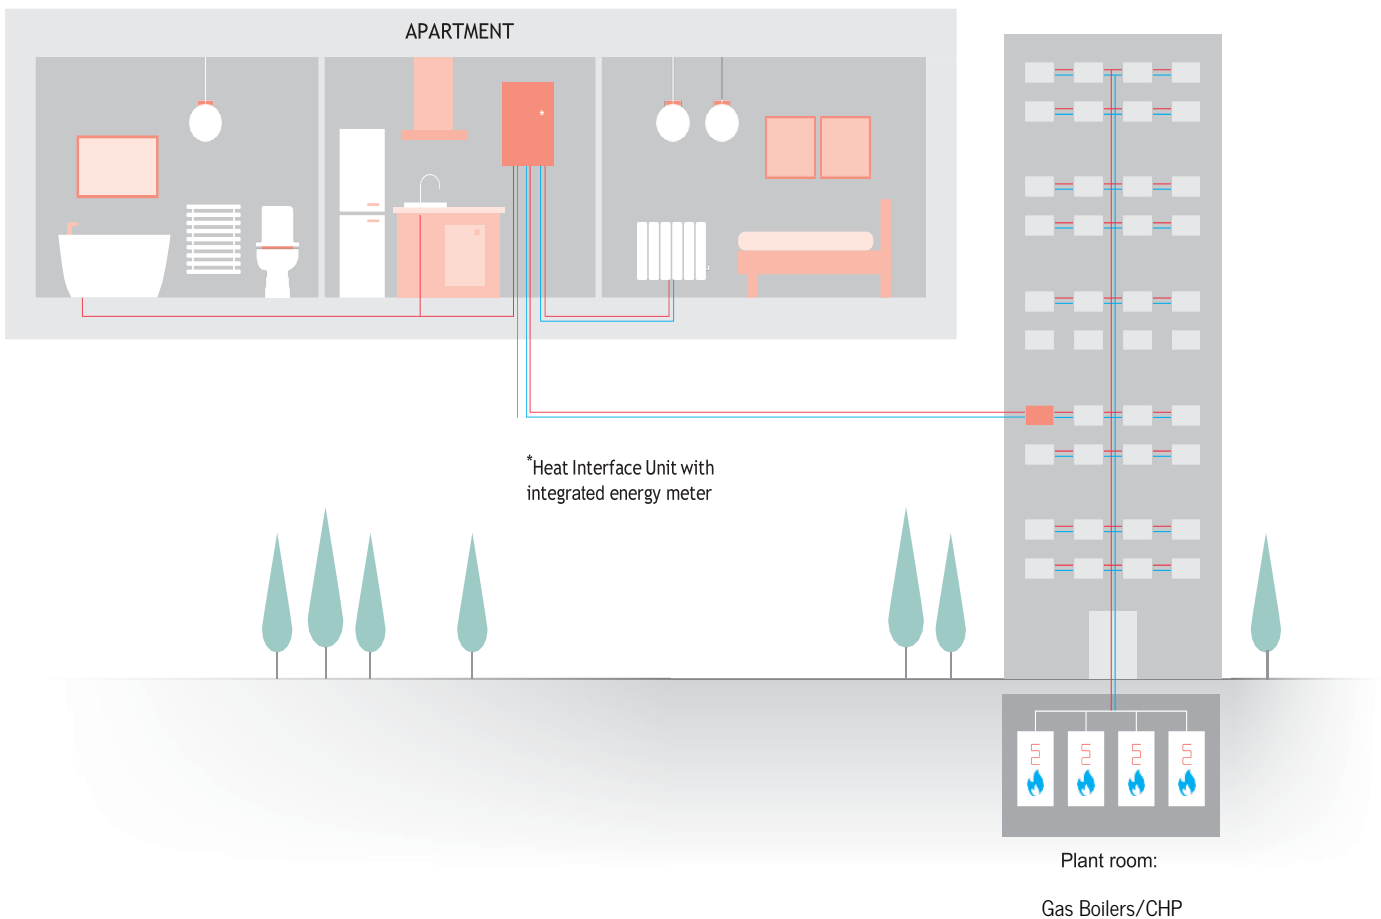 APARTMENT
*
*Heat Interface Unit with
integrated energy meter
Plant room:
Gas Boilers/CHP